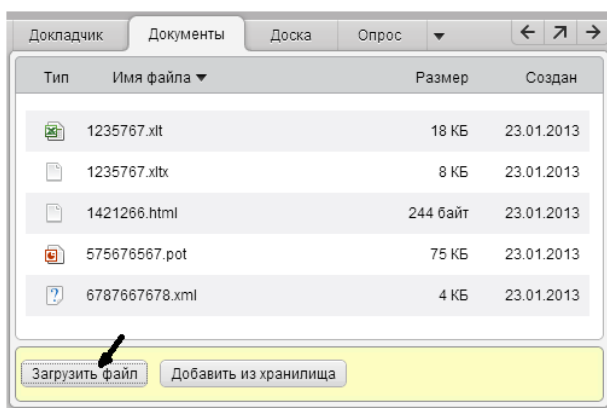 Докладчик Документы Доска Опрос
Тип Имя файла Размер Создан
1235767.xlt 18 КБ 23.01.2013
1235767.xltx 8 КБ 23.01.2013
1421266.html 244 байт 23.01.2013
575676567.pot 75 КБ 23.01.2013
6787667678.xml 4 КБ 23.01.2013
Загрузить файл Добавить из хранилища